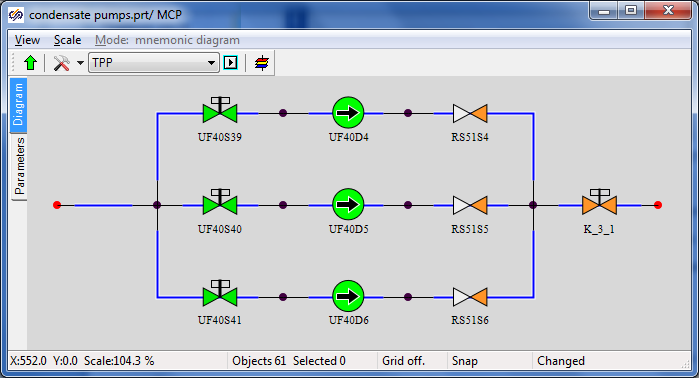 condensate pumps.prt/ MCP
View Scale Mode: mnemonic diagram
TPP
Diagram
Parameters
UF40S39 UF40D4 RS51S4
UF40S40 UF40D5 RS51S5 K_3_1
UF40S41 UF40D6 RS51S6
X:552.0 Y:0.0 Scale:104.3 % Objects 61 Selected 0 Grid off. Snap Changed